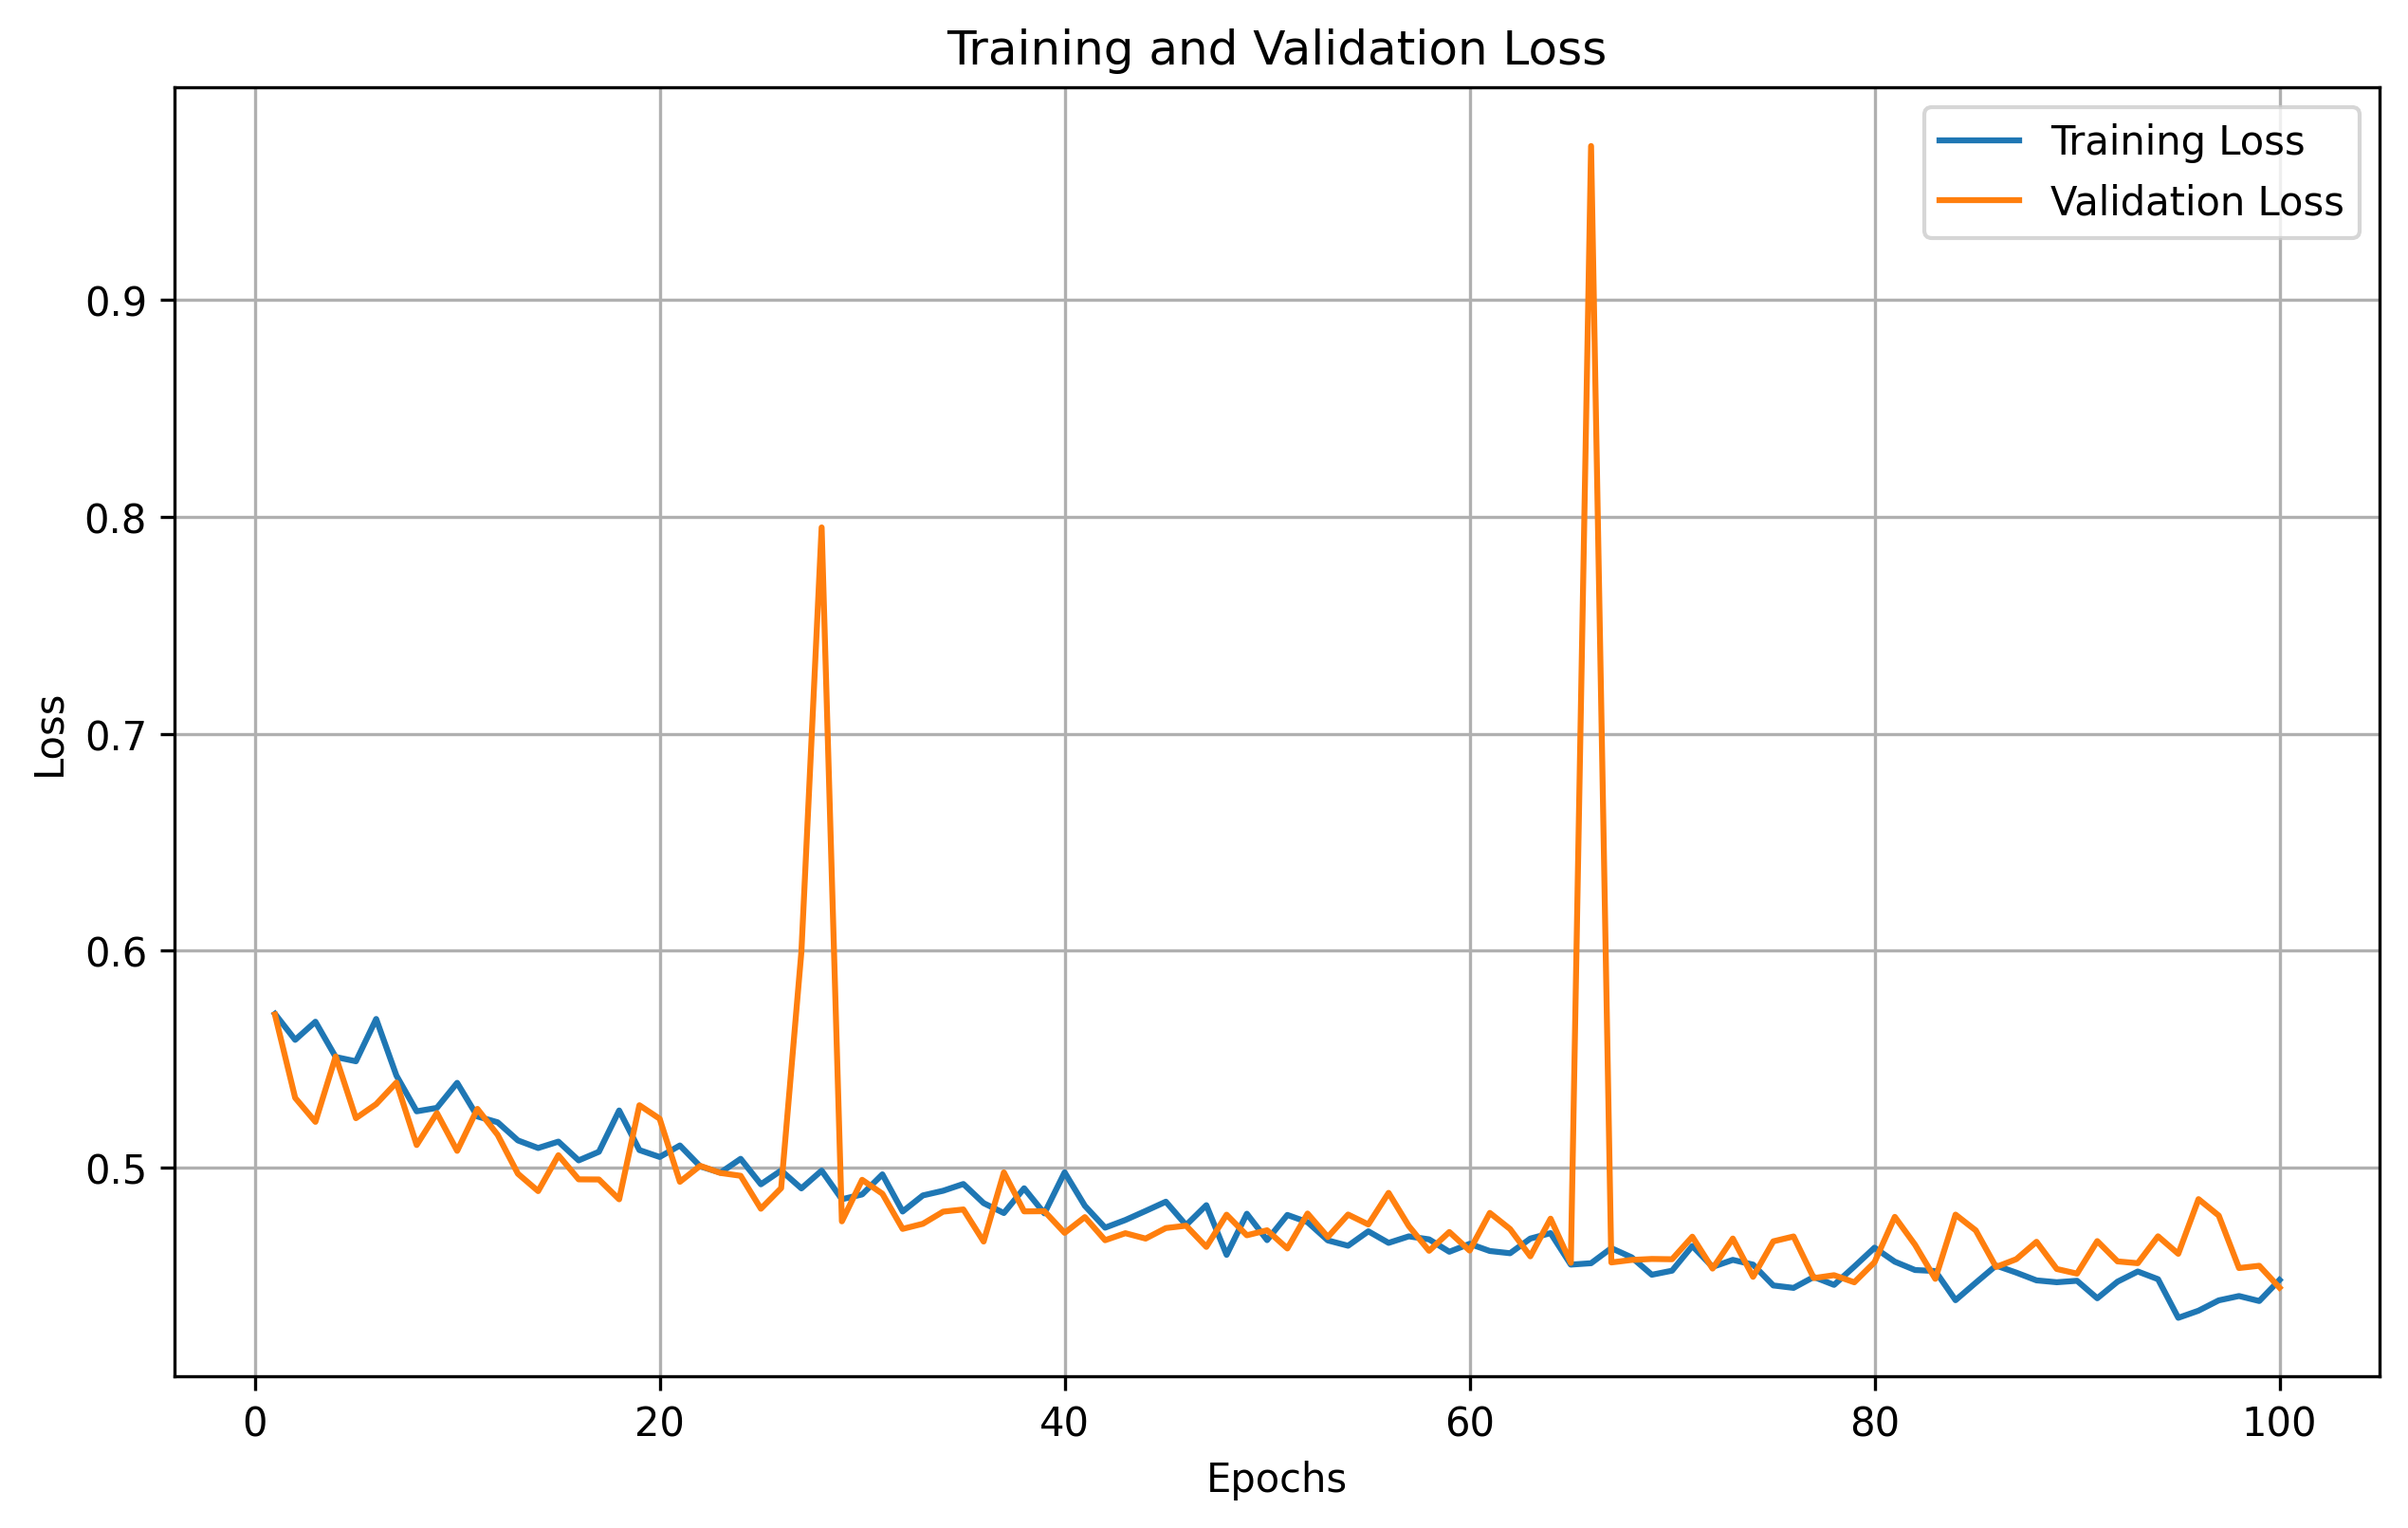 Training and Validation Loss
Training Loss
Validation Loss
0.9
0.8
0.7
0.6
0.5
Loss
0 20 40 60 80 100
Epochs